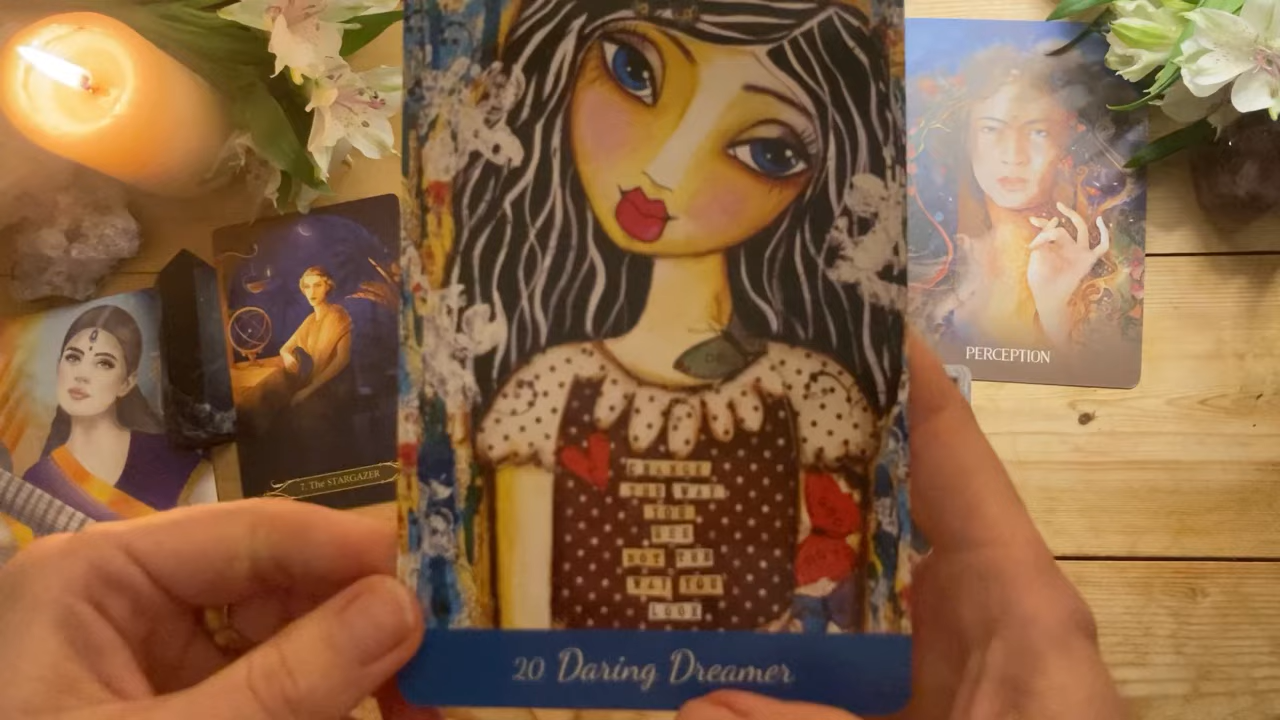 CHANGE
THE WAY
YOU
SEE
NOT THE
WAY YOU
LOOK
20 Daring Dreamer
7. The STARGAZER
PERCEPTION